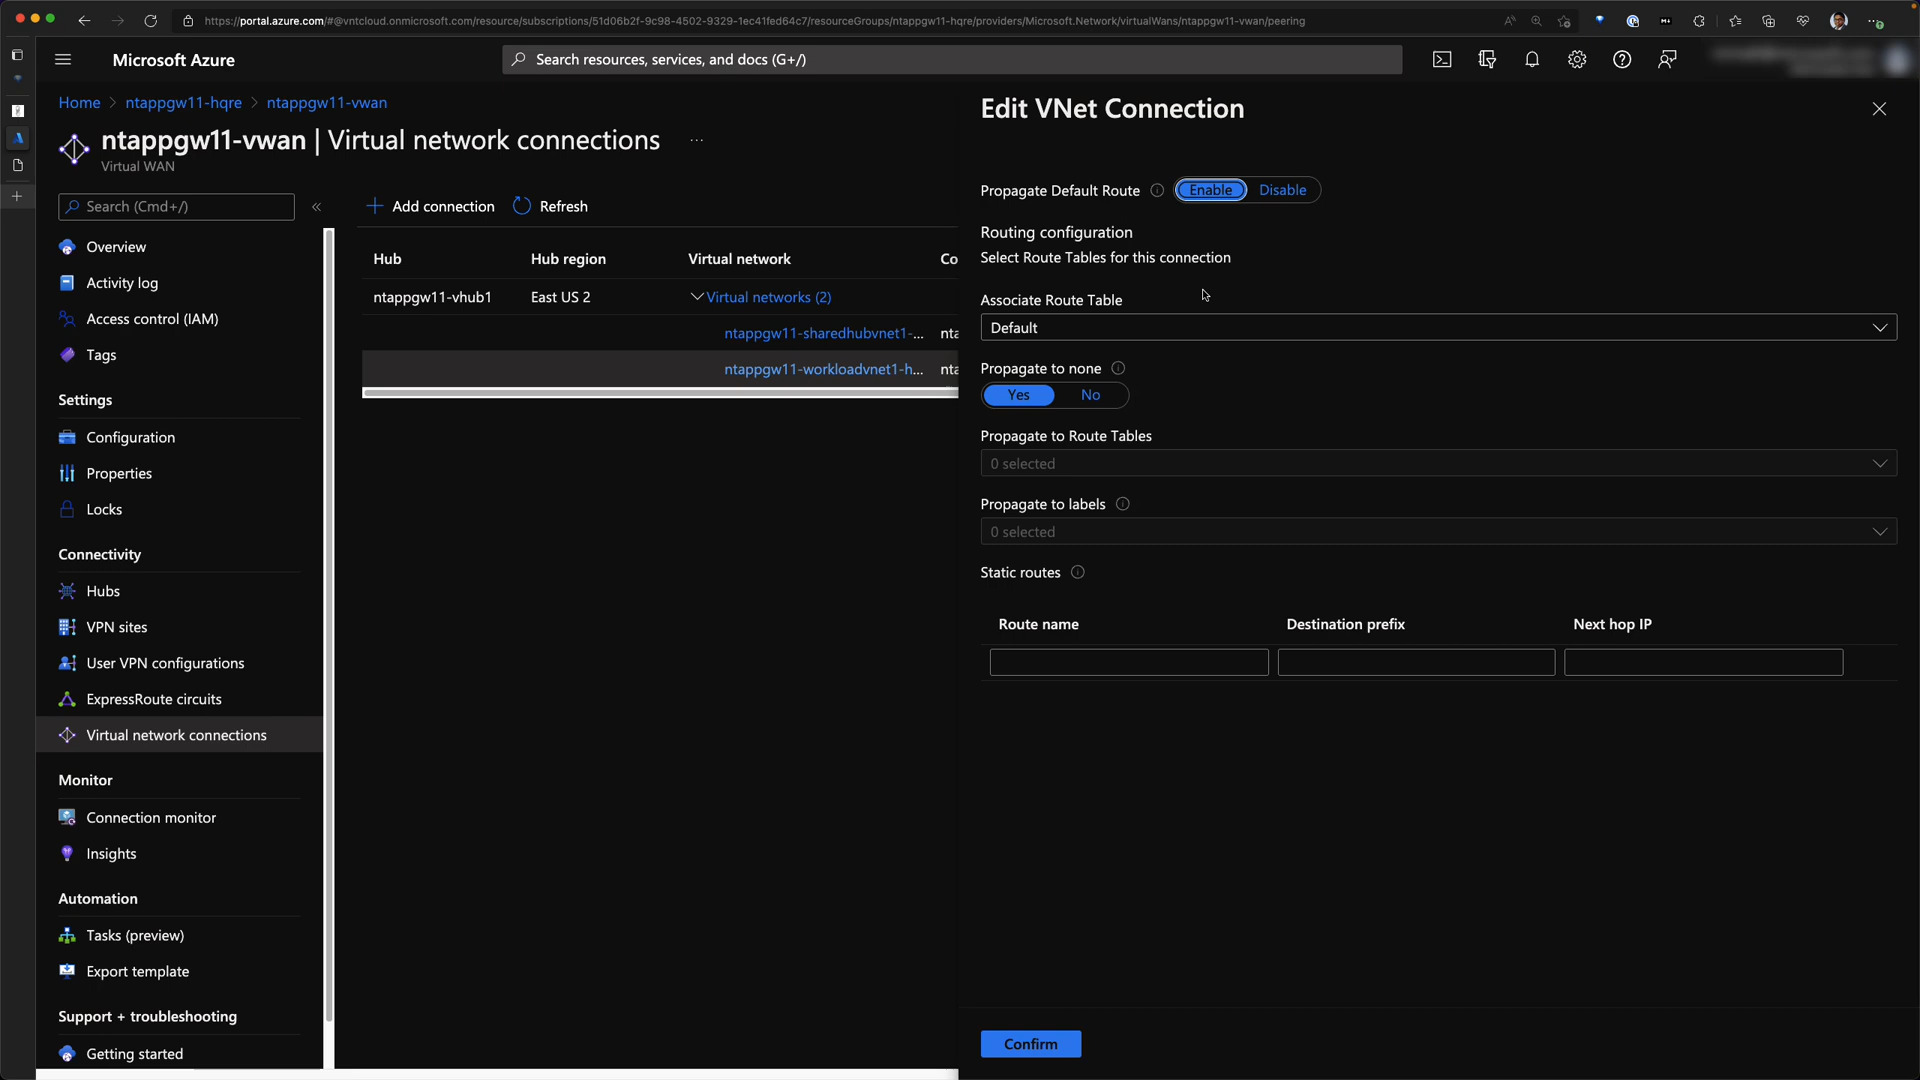 https://portal.azure.com/#@vntcloud.onmicrosoft.com/resource/subscriptions/51d06b2f-9c98-4502-9329-1ec41fed64c7/resourceGroups/ntappgw11-hqre/providers/Microsoft.Network/virtualWans/ntappgw11-vwan/peering
Microsoft Azure
Search resources, services, and docs (G+/)
Home > ntappgw11-hqre > ntappgw11-vwan
ntappgw11-vwan | Virtual network connections ...
Virtual WAN
Search (Cmd+/)
«
Overview
Activity log
Access control (IAM)
Tags
Settings
Configuration
Properties
Locks
Connectivity
Hubs
VPN sites
User VPN configurations
ExpressRoute circuits
Virtual network connections
Monitor
Connection monitor
Insights
Automation
Tasks (preview)
Export template
Support + troubleshooting
Getting started
Add connection
Refresh
Hub Hub region Virtual network Co
ntappgw11-vhub1 East US 2 Virtual networks (2)
ntappgw11-sharedhubvnet1-... nta
ntappgw11-workloadvnet1-h... nta
Edit VNet Connection
Propagate Default Route Enable Disable
Routing configuration
Select Route Tables for this connection
Associate Route Table
Default
Propagate to none
Yes No
Propagate to Route Tables
0 selected
Propagate to labels
0 selected
Static routes
Route name Destination prefix Next hop IP
Confirm